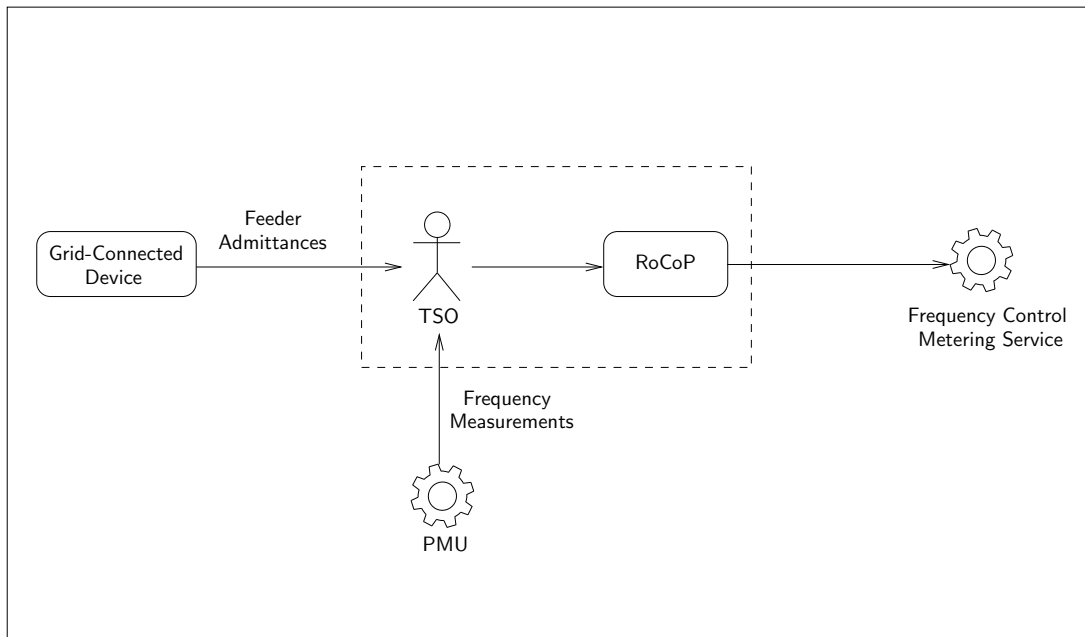 Feeder
Admittances
Grid-Connected
Device
TSO
RoCoP
Frequency Control
Metering Service
Frequency
Measurements
PMU